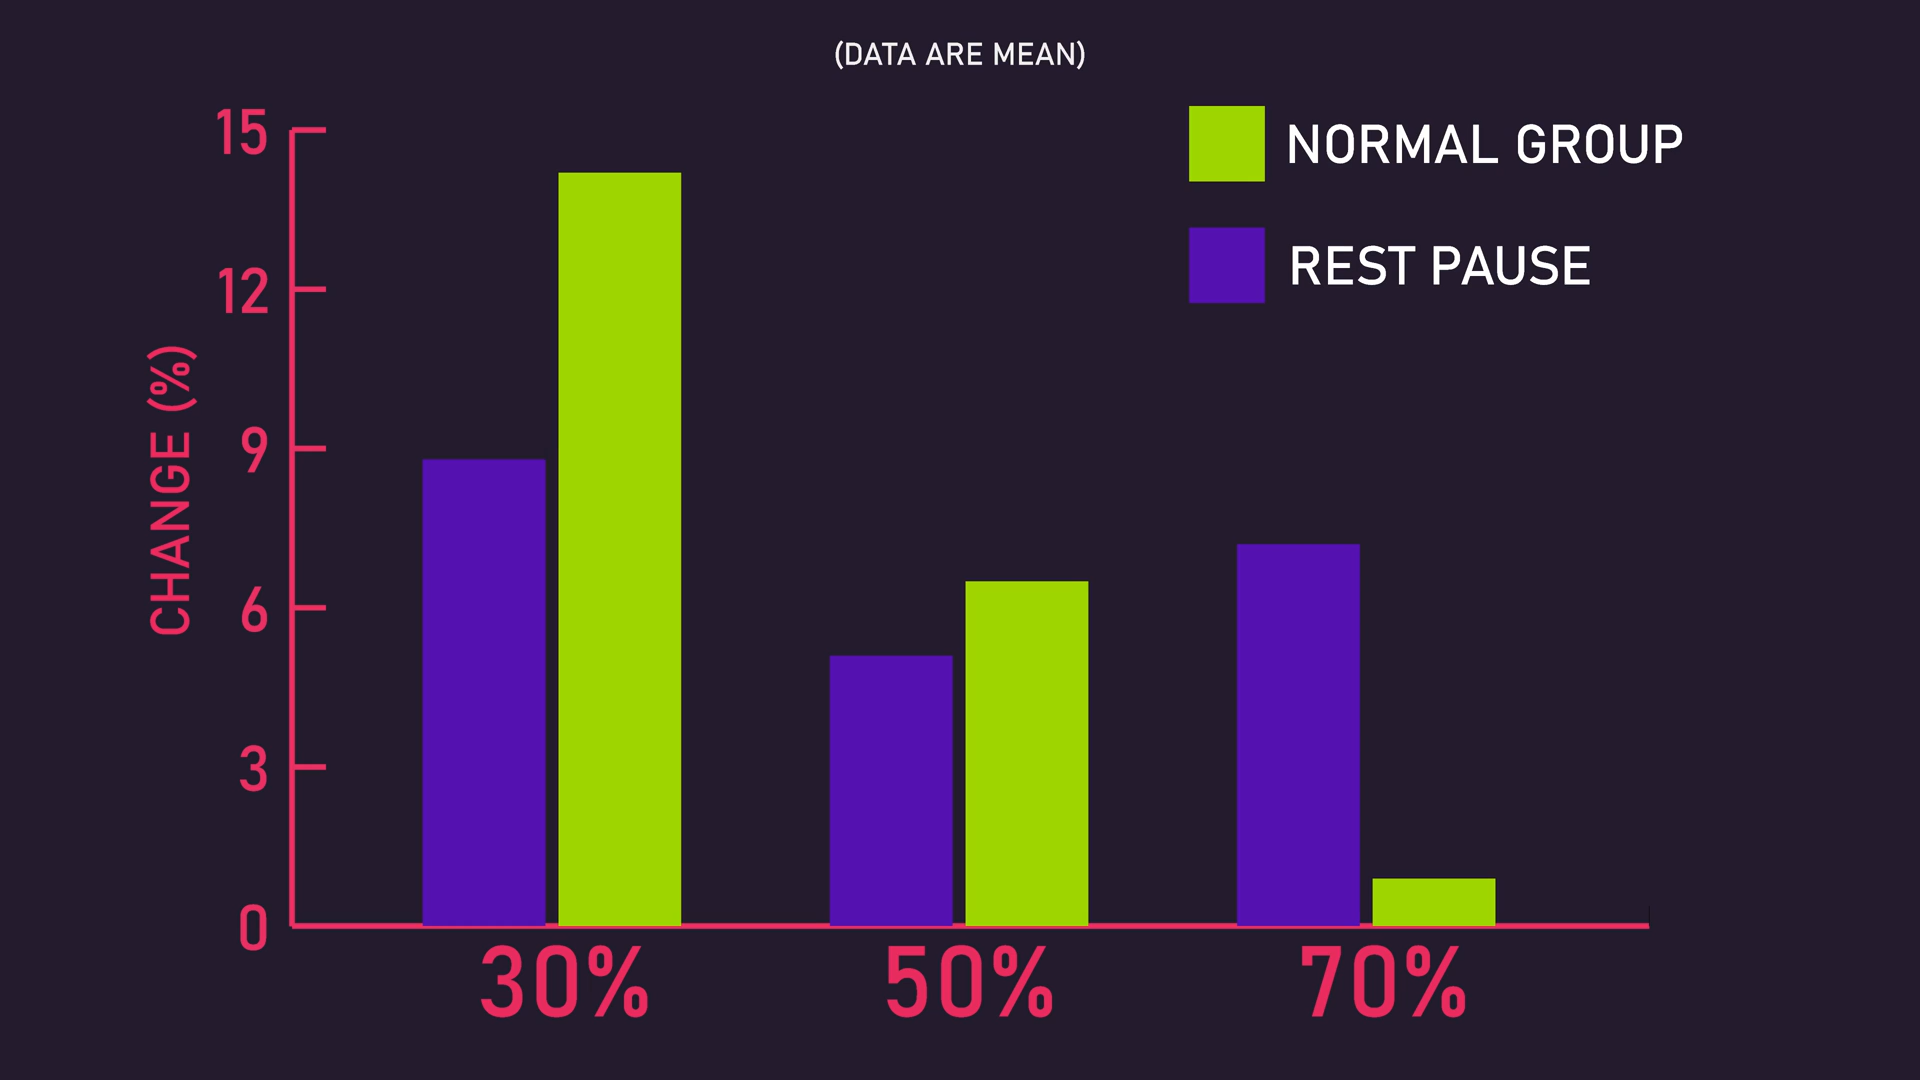 (DATA ARE MEAN)
NORMAL GROUP
REST PAUSE
CHANGE (%)
15
12
9
6
3
0
30%
50%
70%